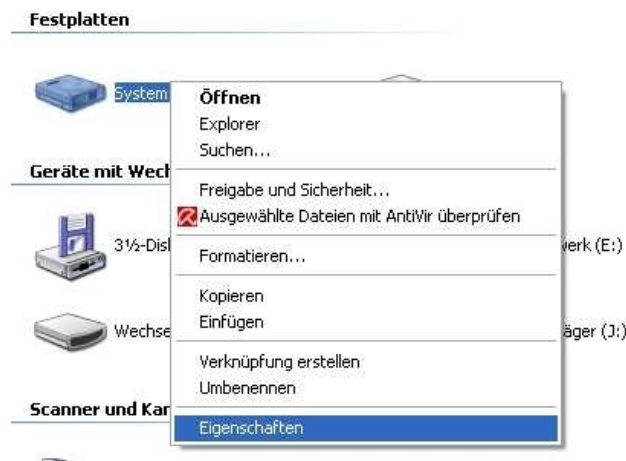 Festplatten
System
Öffnen
Explorer
Suchen...
Geräte mit Wech
Freigabe und Sicherheit...
Ausgewählte Dateien mit AntiVir überprüfen
3½-Disk
werk (E:)
Formatieren...
Kopieren
Einfügen
Wechse
äger (J:)
Verknüpfung erstellen
Umbenennen
Scanner und Kar
Eigenschaften